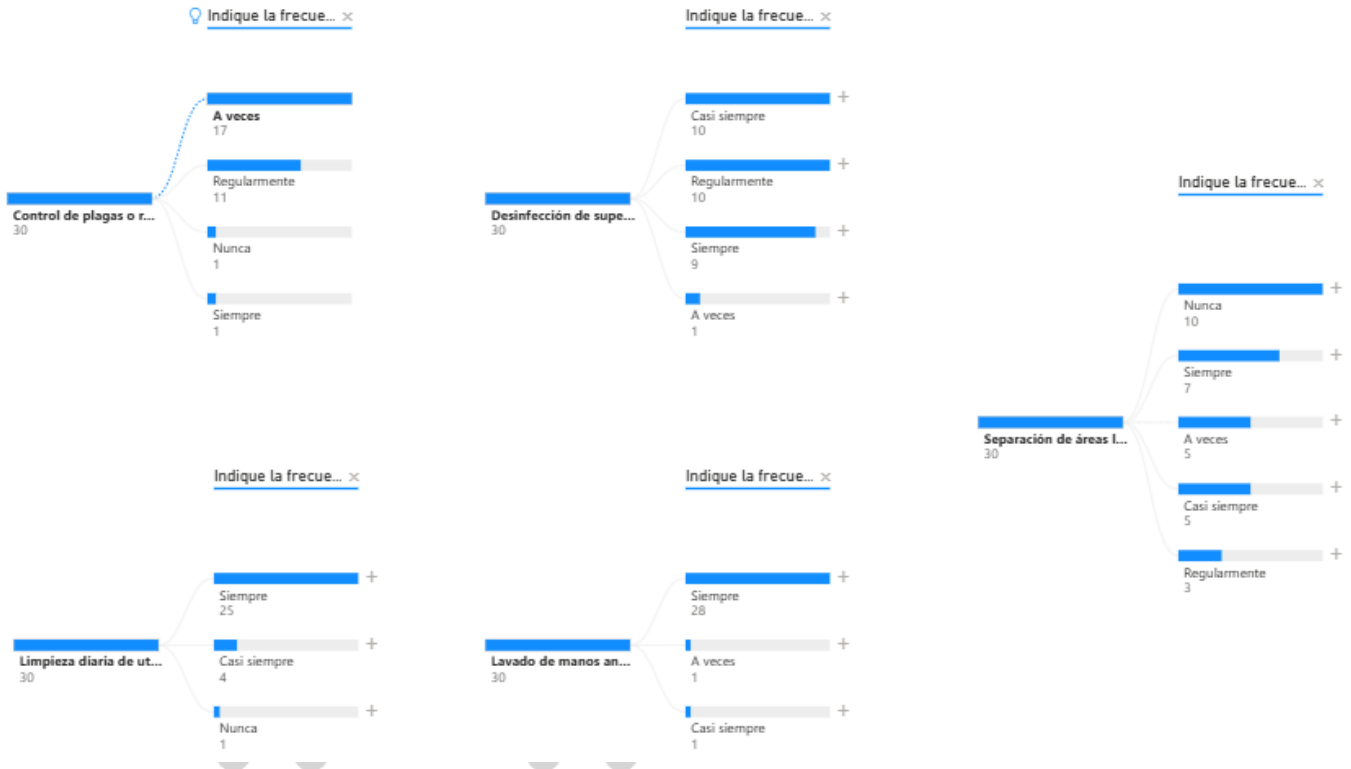 Indique la frecue...
A veces
17
Regularmente
11
Nunca
1
Siempre
1
Control de plagas o r...
30
Indique la frecue...
Casi siempre
10
Regularmente
10
Siempre
9
A veces
1
Desinfección de supe...
30
Indique la frecue...
Nunca
10
Siempre
7
A veces
5
Casi siempre
5
Regularmente
3
Separación de áreas l...
30
Indique la frecue...
Siempre
25
Casi siempre
4
Nunca
1
Limpieza diaria de ut...
30
Indique la frecue...
Siempre
28
A veces
1
Casi siempre
1
Lavado de manos an...
30